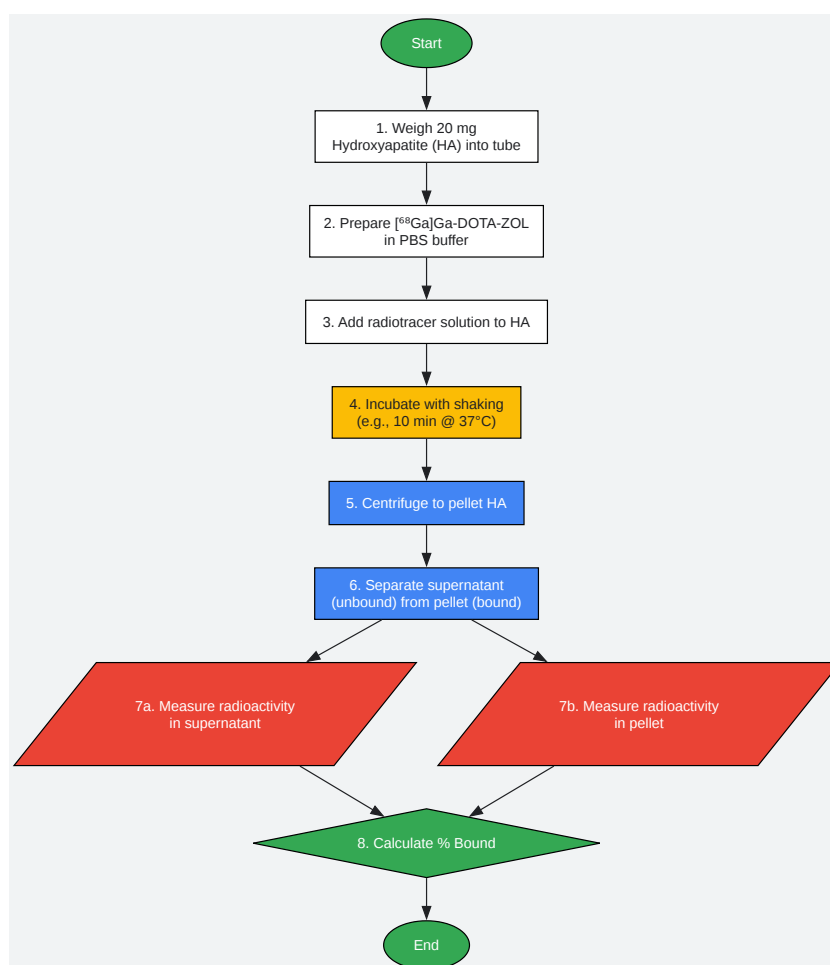 Start
1. Weigh 20 mg
Hydroxyapatite (HA) into tube
2. Prepare [⁶⁸Ga]Ga-DOTA-ZOL
in PBS buffer
3. Add radiotracer solution to HA
4. Incubate with shaking
(e.g., 10 min @ 37°C)
5. Centrifuge to pellet HA
6. Separate supernatant
(unbound) from pellet (bound)
7a. Measure radioactivity
in supernatant
7b. Measure radioactivity
in pellet
8. Calculate % Bound
End